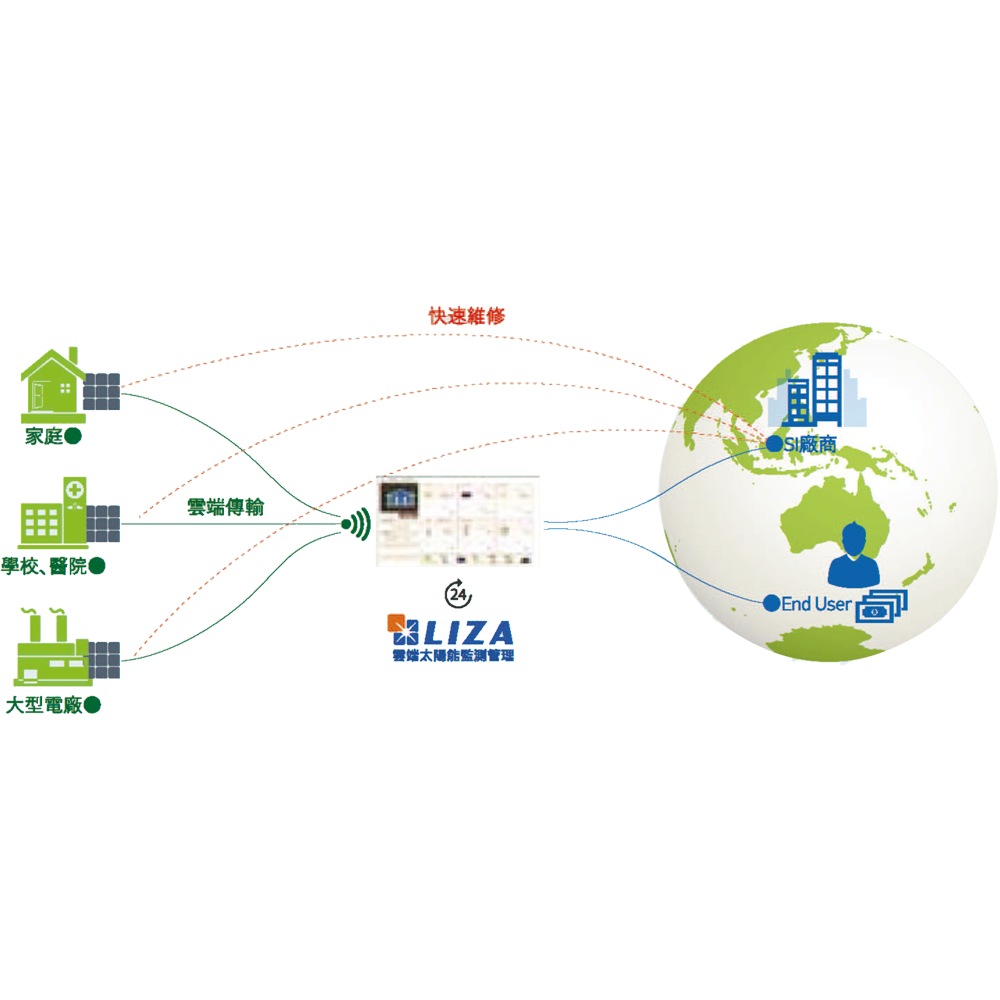 快速維修
家庭
雲端傳輸
學校、醫院
大型電廠
24
LIZA
雲端太陽能監測管理
SI廠商
End User